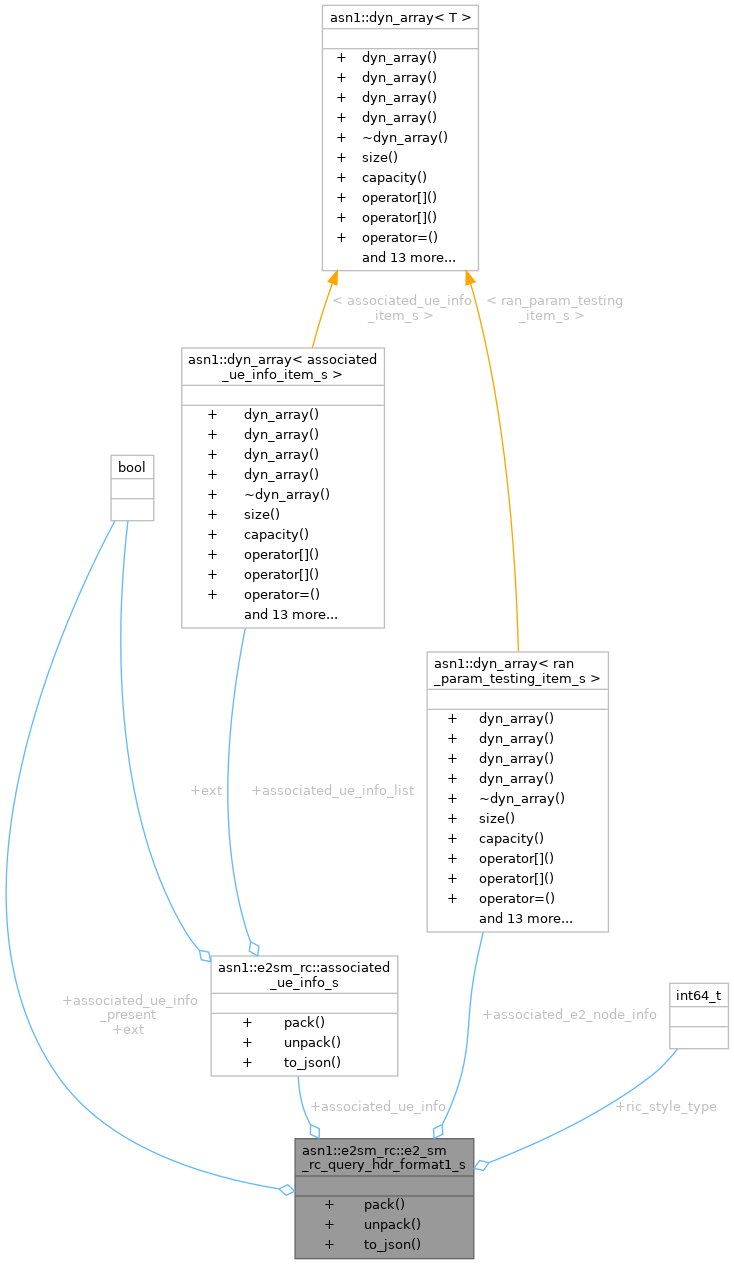 asn1::dyn_array< T >
+ dyn_array()
+ dyn_array()
+ dyn_array()
+ dyn_array()
+ ~dyn_array()
+ size()
+ capacity()
+ operator[]()
+ operator[]()
+ operator=()
and 13 more...
< associated_ue_info
_item_s >
< ran_param_testing
_item_s >
asn1::dyn_array< associated
_ue_info_item_s >
+ dyn_array()
+ dyn_array()
+ dyn_array()
+ dyn_array()
+ ~dyn_array()
+ size()
+ capacity()
+ operator[]()
+ operator[]()
+ operator=()
and 13 more...
bool
asn1::dyn_array< ran
_param_testing_item_s >
+ dyn_array()
+ dyn_array()
+ dyn_array()
+ dyn_array()
+ ~dyn_array()
+ size()
+ capacity()
+ operator[]()
+ operator[]()
+ operator=()
and 13 more...
+ext
+associated_ue_info_list
asn1::e2sm_rc::associated
_ue_info_s
+ pack()
+ unpack()
+ to_json()
int64_t
+associated_ue_info
_present
+ext
+associated_e2_node_info
+associated_ue_info
+ric_style_type
asn1::e2sm_rc::e2_sm
_rc_query_hdr_format1_s
+ pack()
+ unpack()
+ to_json()